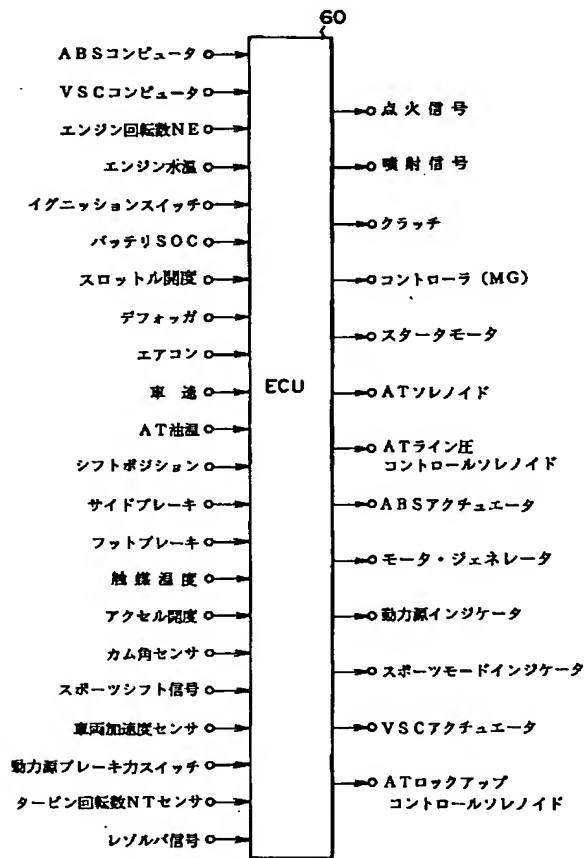 60
ABSコンピュータ
VSCコンピュータ
エンジン回転数NE
エンジン水温
イグニッションスイッチ
バッテリSOC
スロットル開度
デフォッガ
エアコン
車速
AT油温
シフトポジション
サイドブレーキ
フットブレーキ
触媒温度
アクセル開度
カム角センサ
スポーツシフト信号
車両加速度センサ
動力源ブレーキ力スイッチ
タービン回転数NTセンサ
レゾルバ信号
ECU
点火信号
噴射信号
クラッチ
コントローラ(MG)
スタータモータ
ATソレノイド
ATライン圧
コントロールソレノイド
ABSアクチュエータ
モータ・ジェネレータ
動力源インジケータ
スポーツモードインジケータ
VSCアクチュエータ
ATロックアップ
コントロールソレノイド